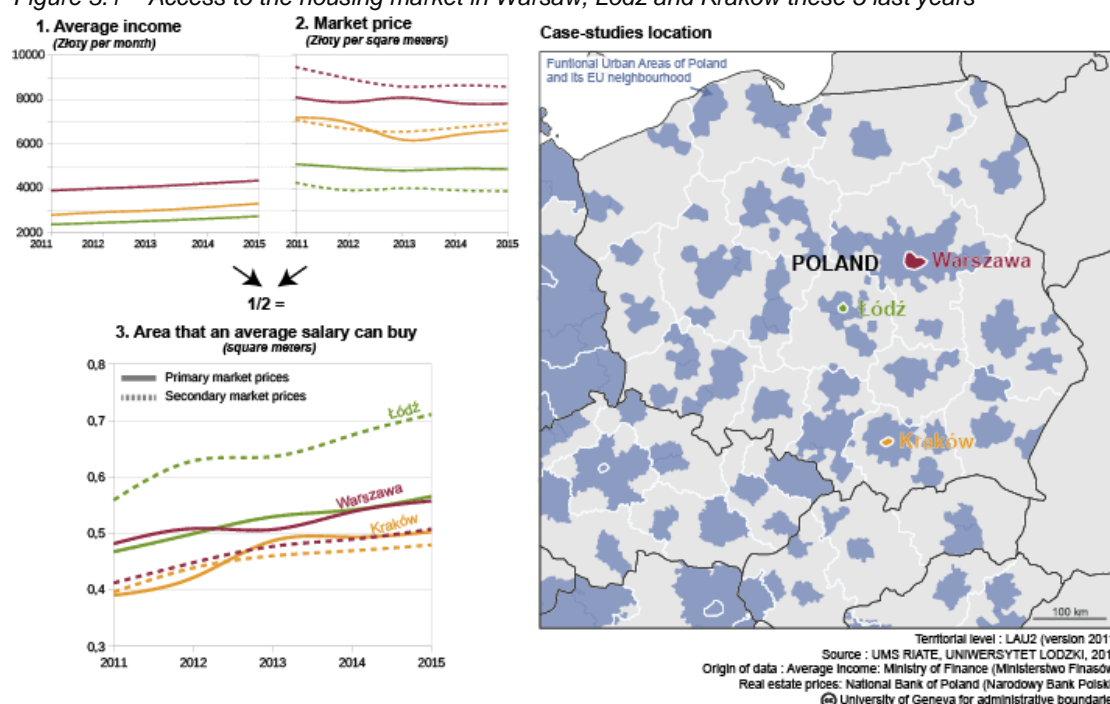 Figure 3.1 – Access to the housing market in Warsaw, Łódź and Kraków these 5 last years
1. Average income
(Złoty per month)
2. Market price
(Złoty per sqare meters)
10000
8000
6000
4000
2000
2011
2012
2013
2014
2015
2011
2012
2013
2014
2015
1/2 =
3. Area that an average salary can buy
(square meters)
0,8
0,7
0,6
0,5
0,4
0,3
Primary market prices
Secondary market prices
Łódź
Warszawa
Kraków
2011
2012
2013
2014
2015
Case-studies location
Funtional Urban Areas of Poland
and its EU neighbourhood
POLAND
Warszawa
Łódź
Kraków
100 km
Territorial level : LAU2 (version 2011
Source : UMS RIATE, UNIWERSYTET LODZKI, 201
Origin of data : Average Income: Ministry of Finance (Ministerstwo Finasów
Real estate prices: National Bank of Poland (Narodowy Bank Polski
cc University of Geneva for administrative boundarie